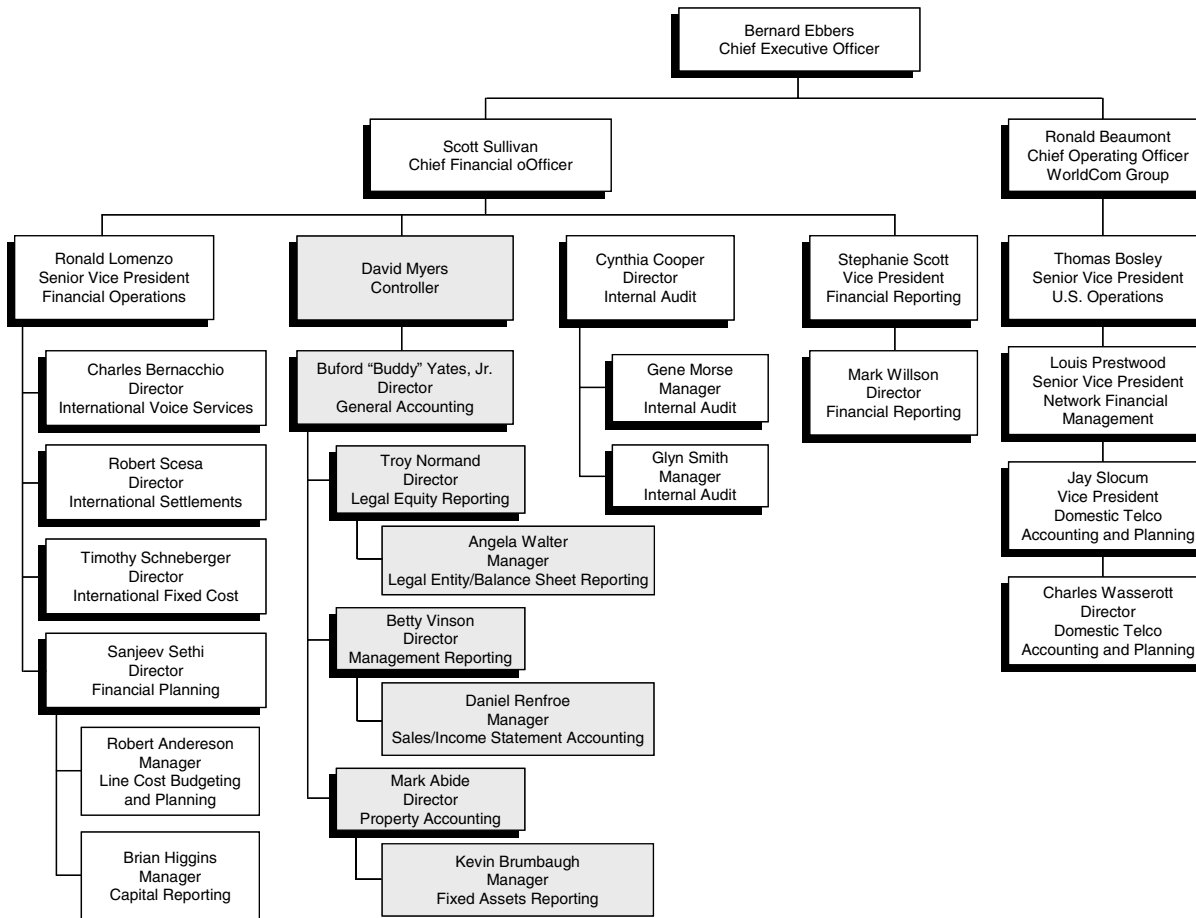 Bernard Ebbers
Chief Executive Officer
Scott Sullivan
Chief Financial oOfficer
Ronald Beaumont
Chief Operating Officer
WorldCom Group
Ronald Lomenzo
Senior Vice President
Financial Operations
David Myers
Controller
Cynthia Cooper
Director
Internal Audit
Stephanie Scott
Vice President
Financial Reporting
Thomas Bosley
Senior Vice President
U.S. Operations
Charles Bernacchio
Director
International Voice Services
Buford “Buddy” Yates, Jr.
Director
General Accounting
Gene Morse
Manager
Internal Audit
Mark Willson
Director
Financial Reporting
Louis Prestwood
Senior Vice President
Network Financial
Management
Robert Scesa
Director
International Settlements
Troy Normand
Director
Legal Equity Reporting
Glyn Smith
Manager
Internal Audit
Jay Slocum
Vice President
Domestic Telco
Accounting and Planning
Angela Walter
Manager
Legal Entity/Balance Sheet Reporting
Timothy Schneberger
Director
International Fixed Cost
Charles Wasserott
Director
Domestic Telco
Accounting and Planning
Betty Vinson
Director
Management Reporting
Sanjeev Sethi
Director
Financial Planning
Daniel Renfroe
Manager
Sales/Income Statement Accounting
Robert Andereson
Manager
Line Cost Budgeting
and Planning
Mark Abide
Director
Property Accounting
Brian Higgins
Manager
Capital Reporting
Kevin Brumbaugh
Manager
Fixed Assets Reporting